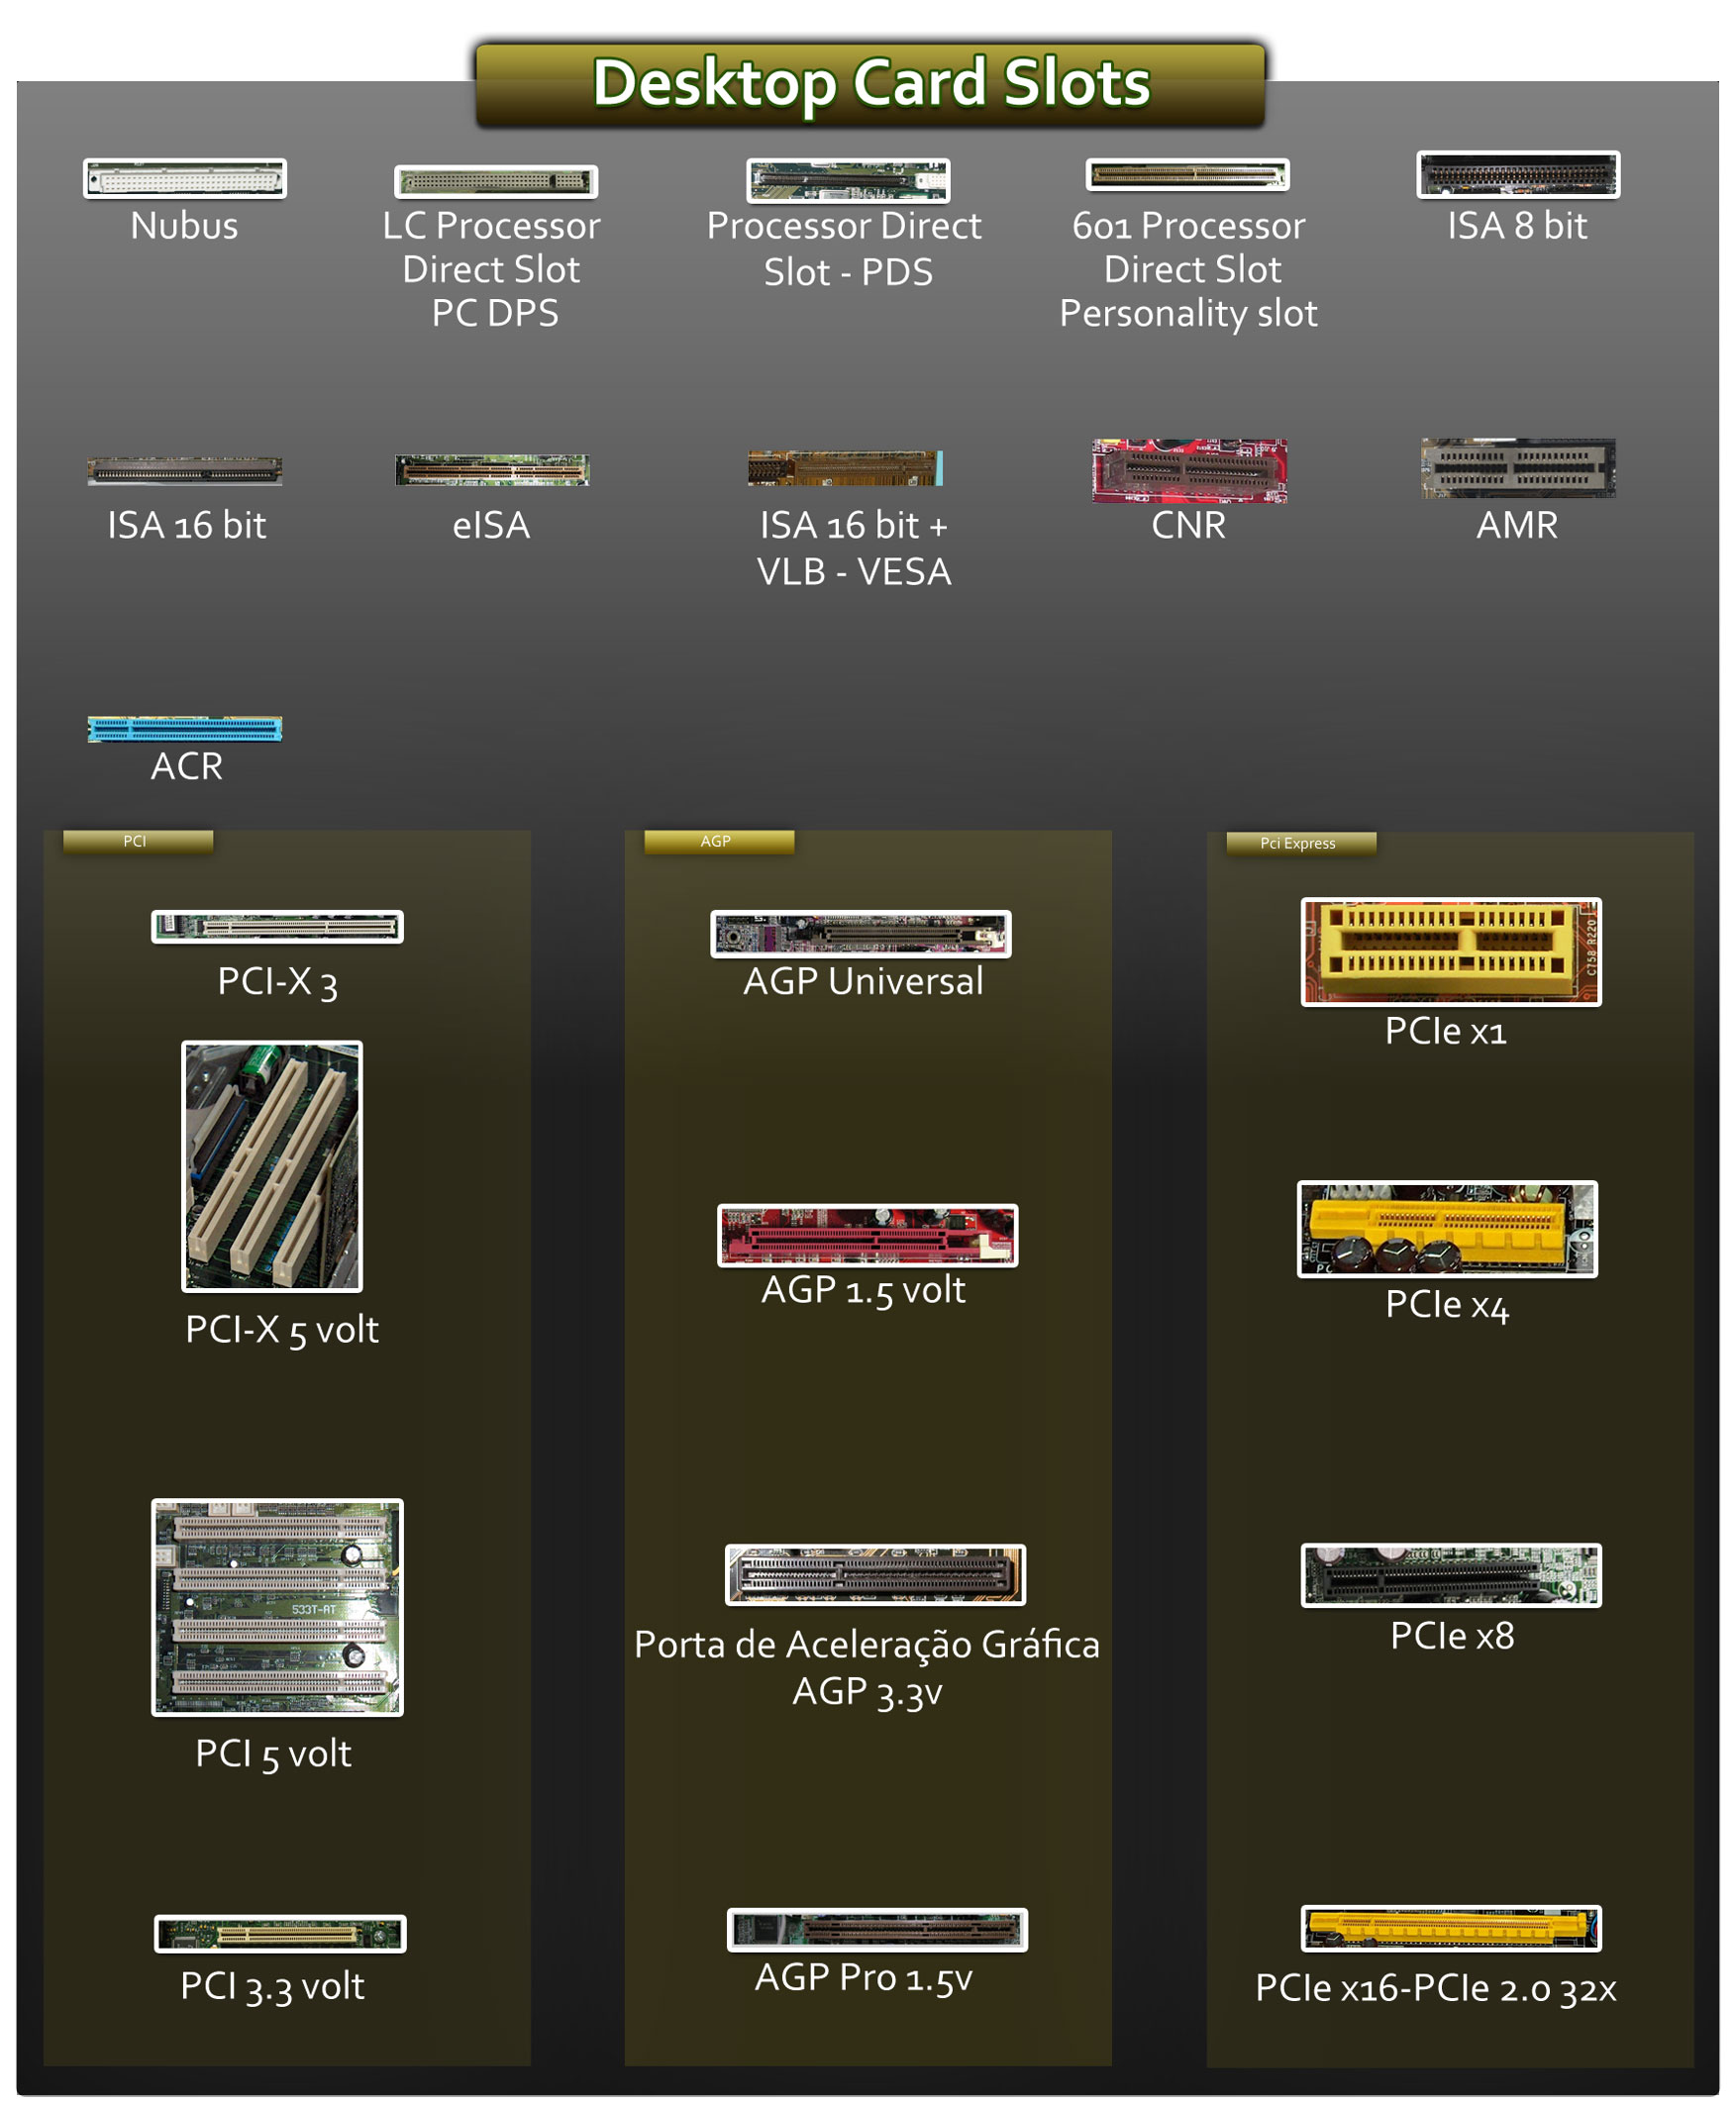 Desktop Card Slots
Nubus
LC Processor
Direct Slot
PC DPS
Processor Direct
Slot - PDS
601 Processor
Direct Slot
Personality slot
ISA 8 bit
ISA 16 bit
eISA
ISA 16 bit +
VLB - VESA
CNR
AMR
ACR
PCI
PCI-X 3
PCI-X 5 volt
533T-AT
PCI 5 volt
PCI 3.3 volt
AGP
AGP Universal
AGP 1.5 volt
Porta de Aceleração Gráfica
AGP 3.3v
AGP Pro 1.5v
Pci Express
C758 R220
PCIe x1
PCIe x4
PCIe x8
PCIe x16-PCIe 2.0 32x